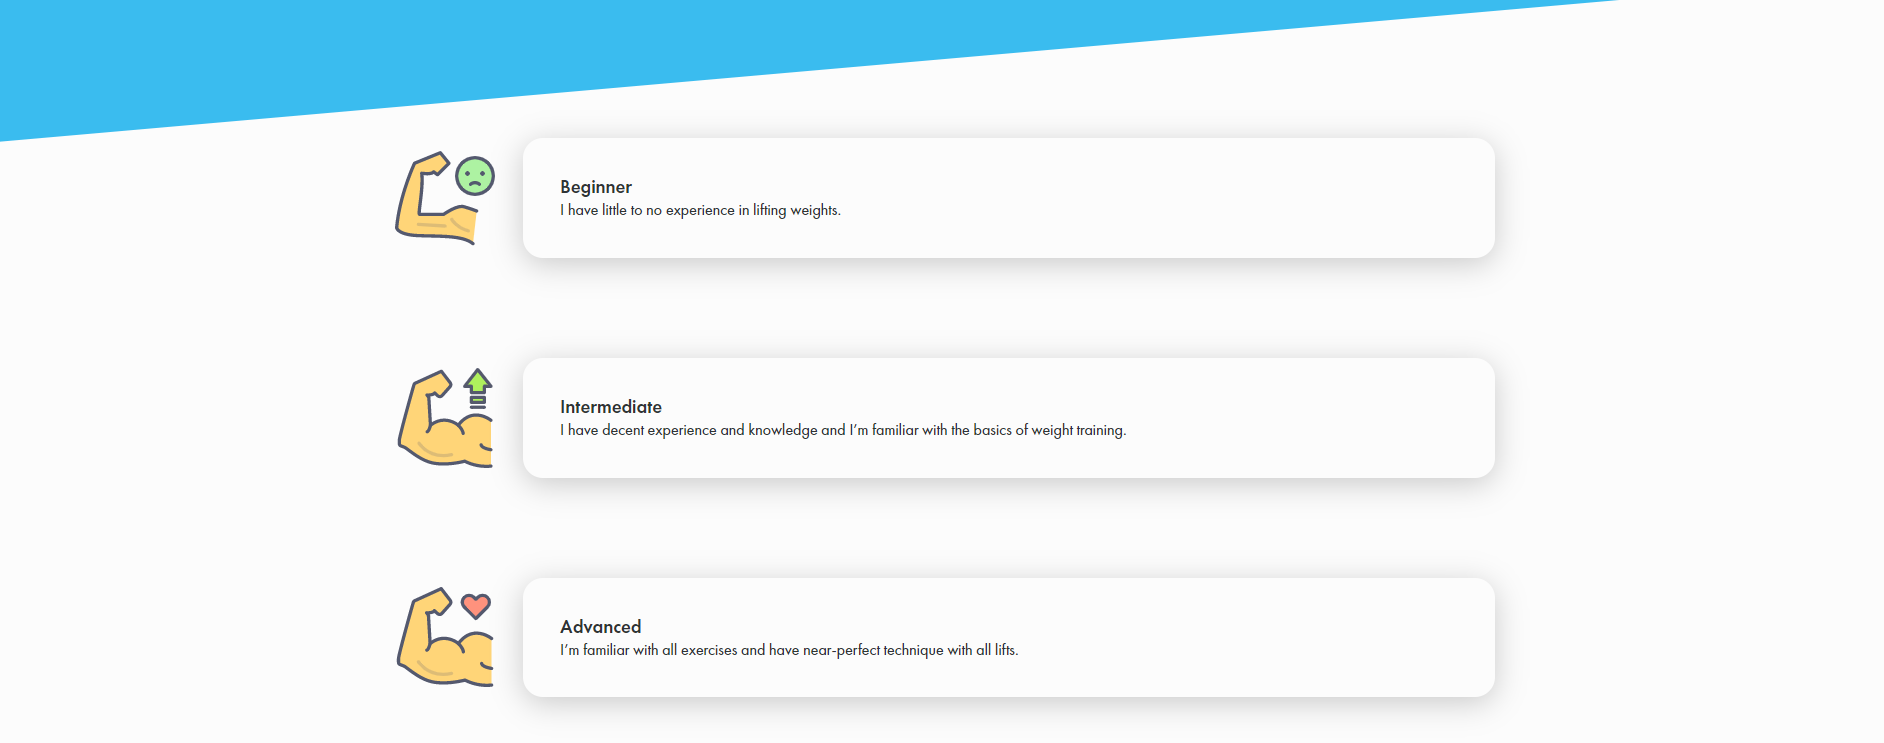 Beginner
I have little to no experience in lifting weights.
Intermediate
I have decent experience and knowledge and I’m familiar with the basics of weight training.
Advanced
I’m familiar with all exercises and have near-perfect technique with all lifts.